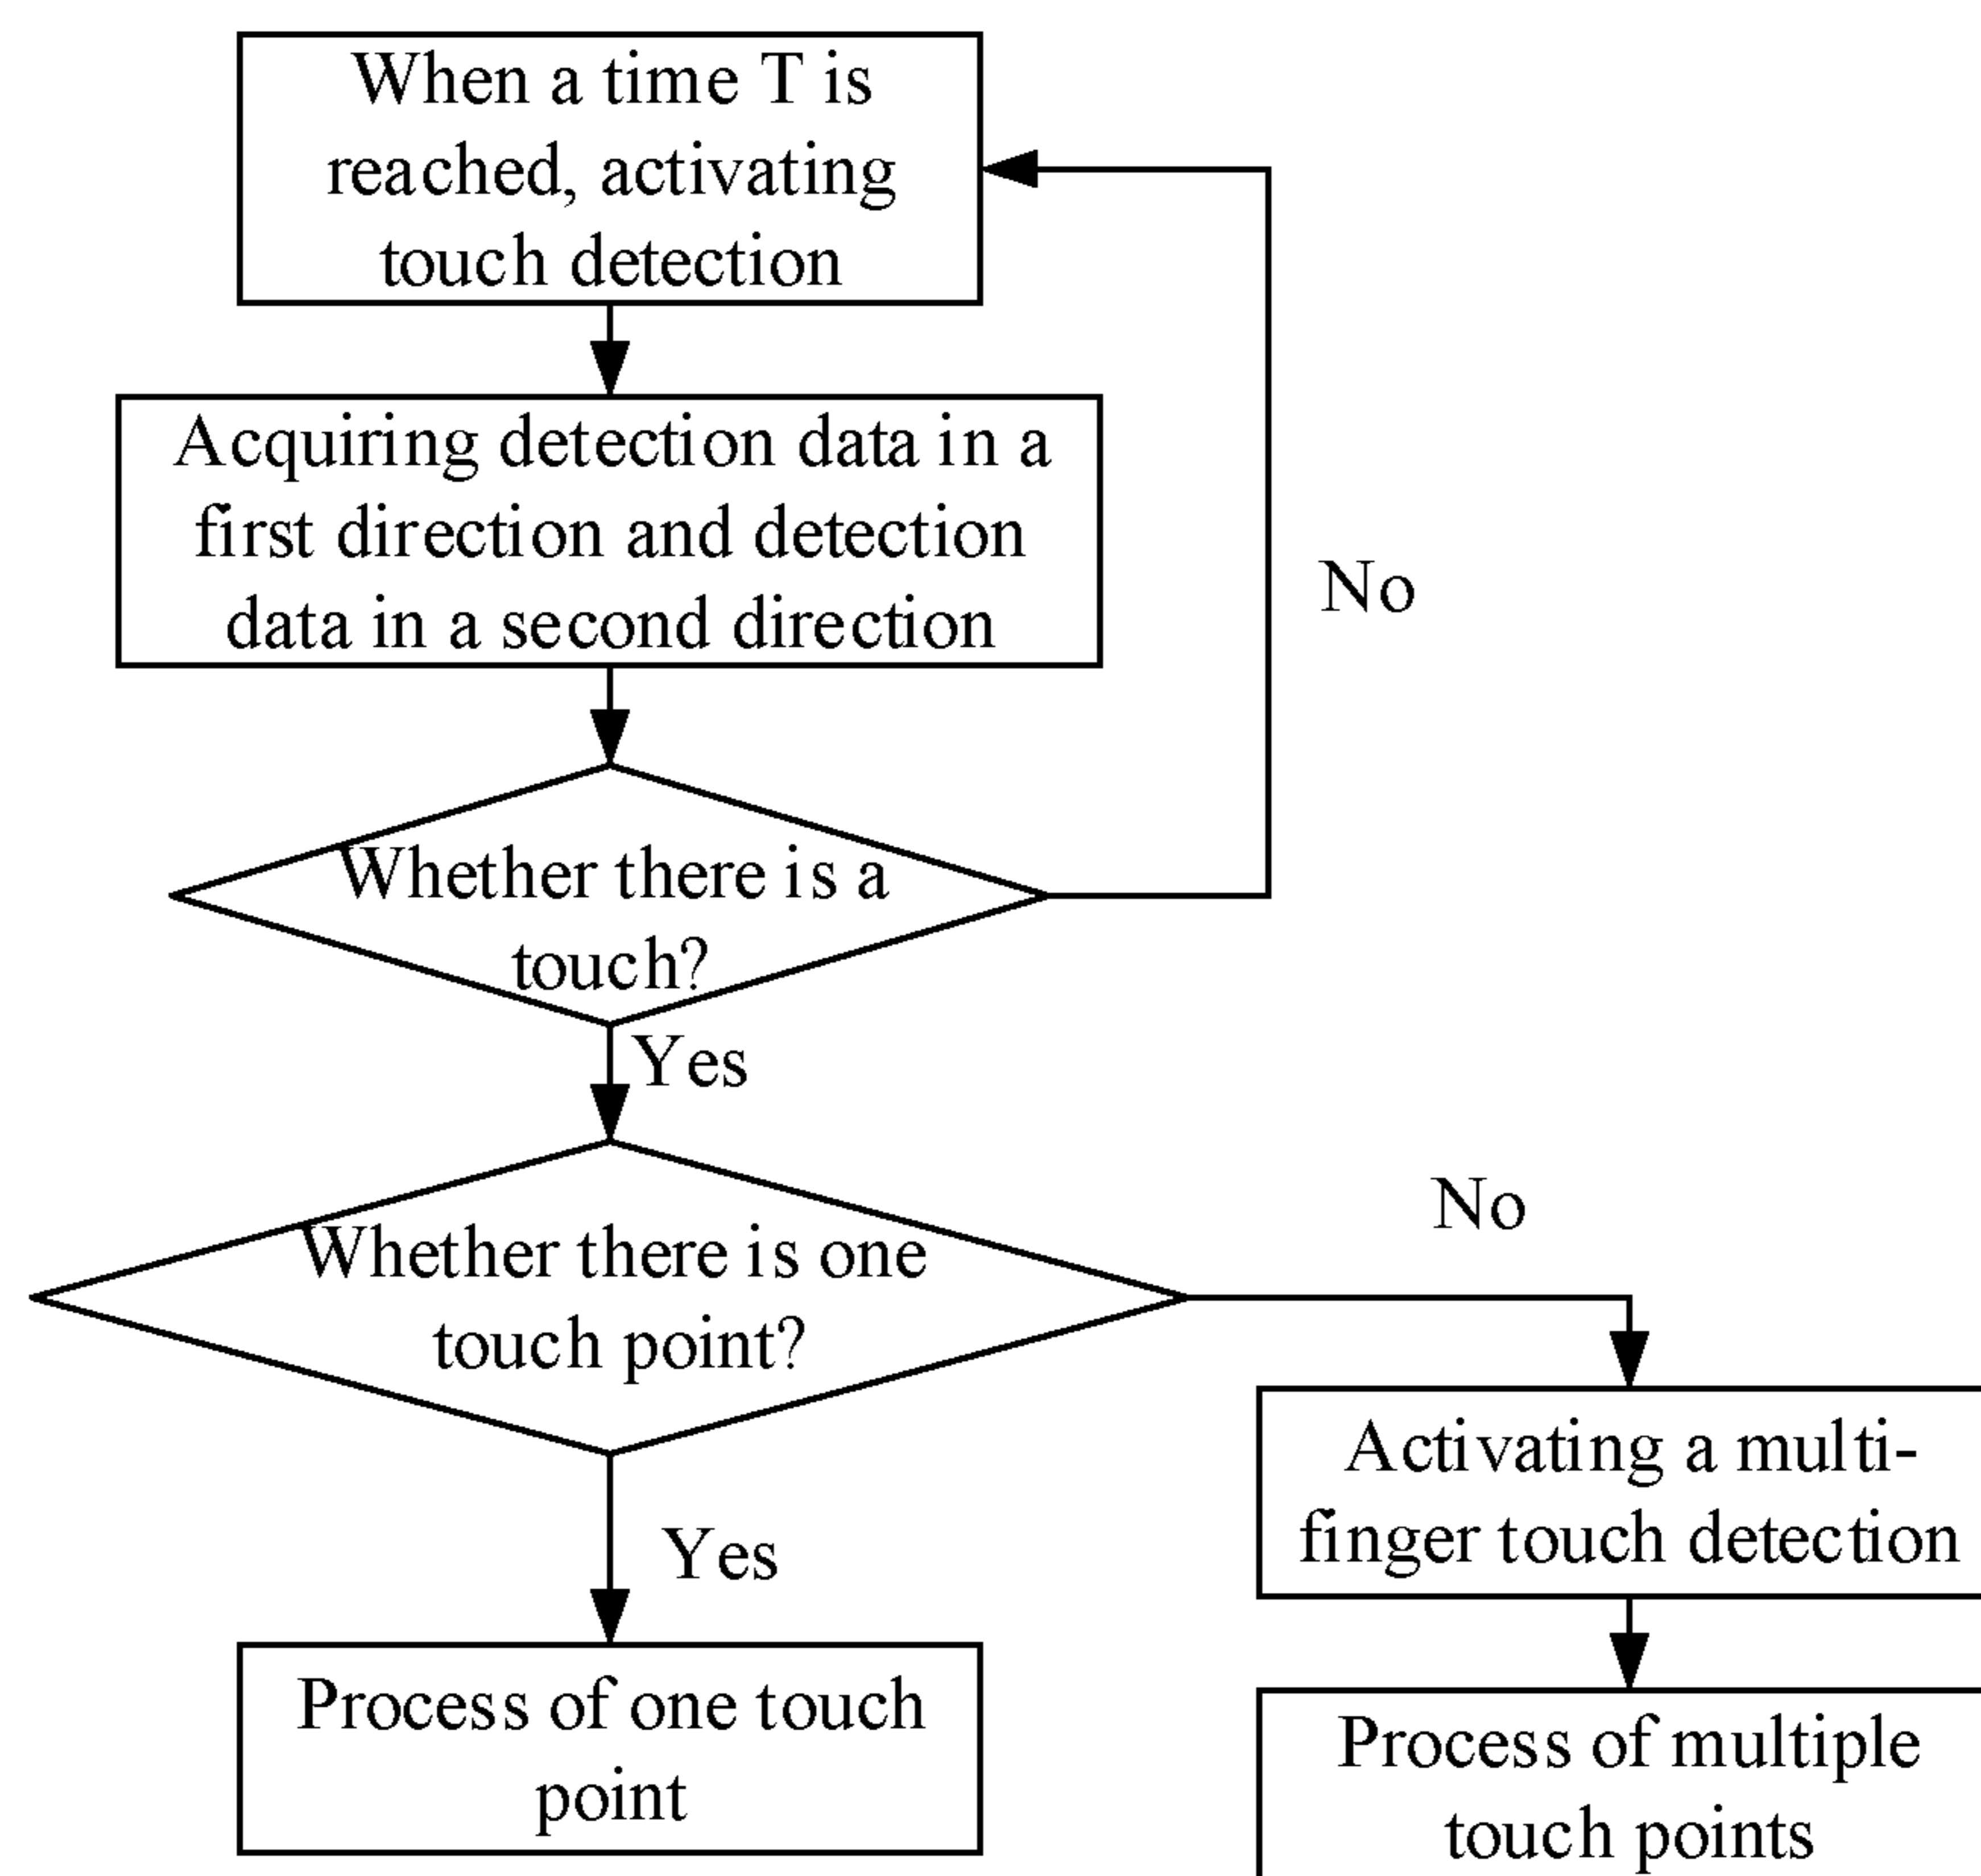 When a time T is
reached, activating
touch detection
Acquiring detection data in a
first direction and detection
data in a second direction
No
Whether there is a
touch?
Yes
Whether there is one
touch point?
No
Yes
Activating a multi-
finger touch detection
Process of one touch
point
Process of multiple
touch points